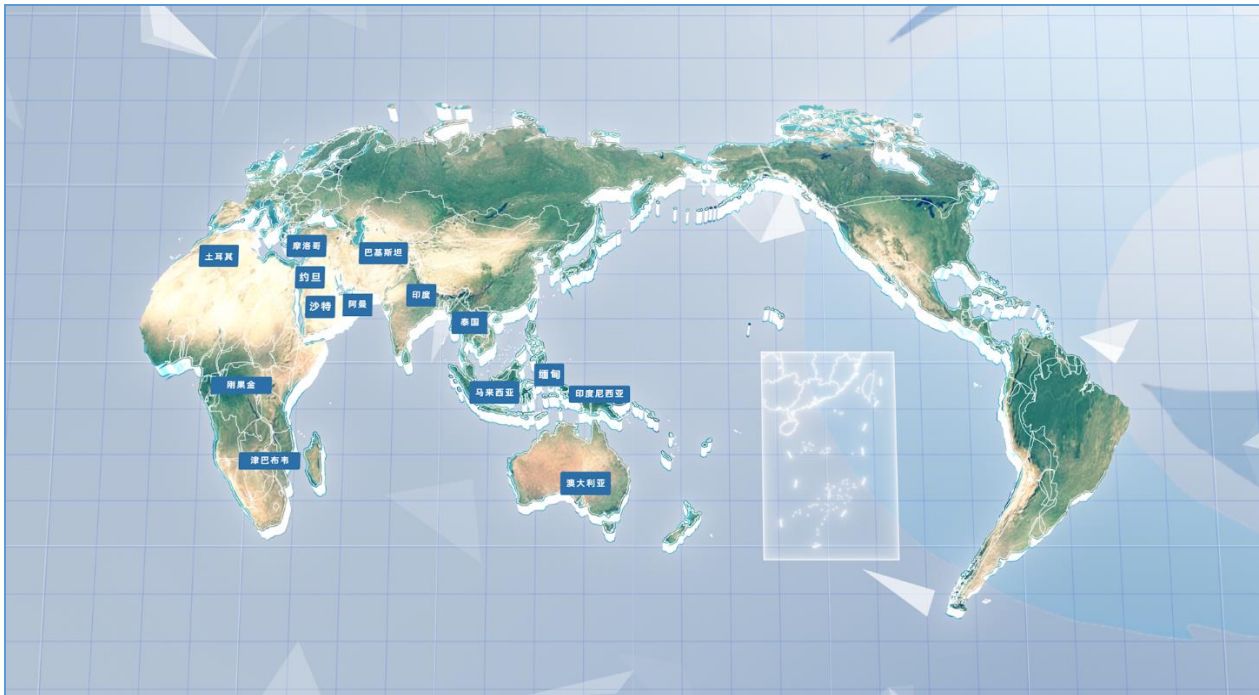 摩洛哥
土耳其
巴基斯坦
约旦
印度
阿曼
沙特
泰国
缅甸
刚果金
马来西亚
印度尼西亚
津巴布韦
澳大利亚